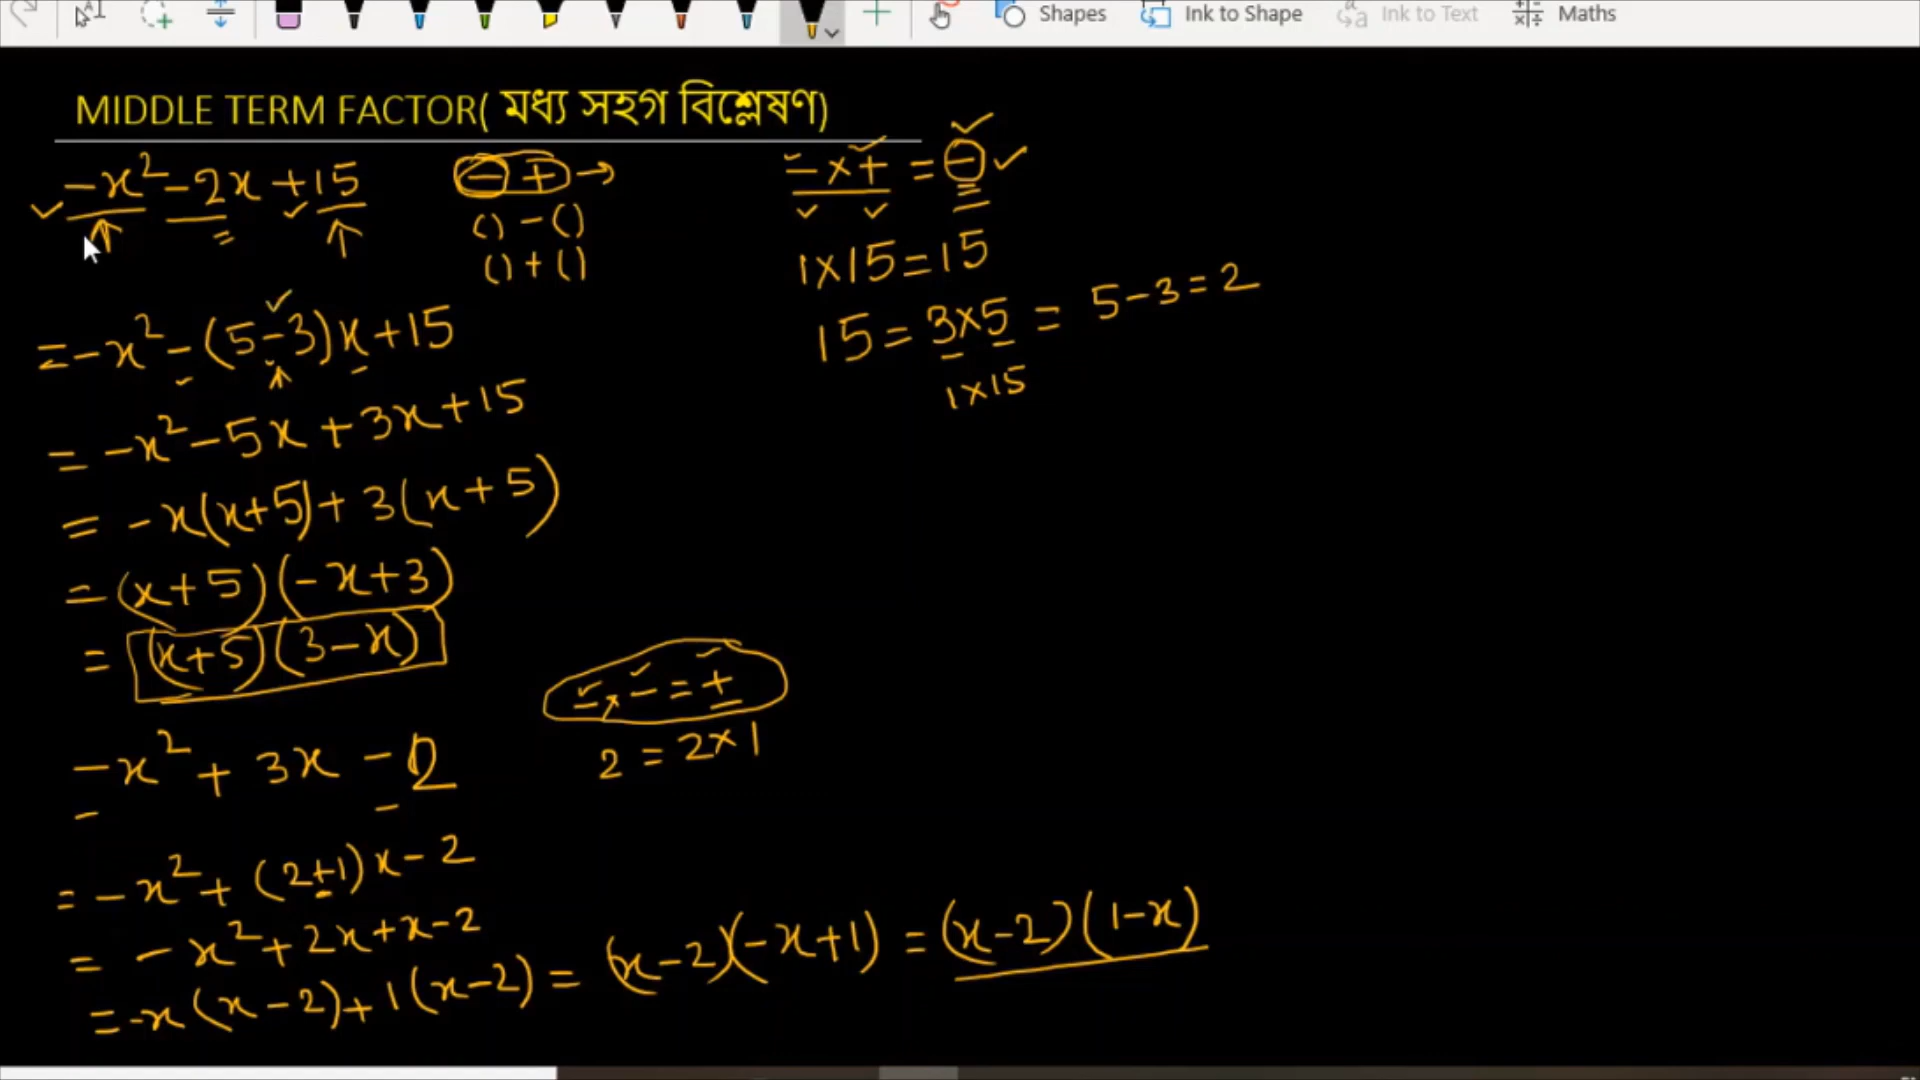 Shapes Ink to Shape Ink to Text Maths
MIDDLE TERM FACTOR( মধ্য সহগ বিশ্লেষণ)
-x² -2x +15
- +
() - ()
() + ()
- × + = -
1×15=15
15 = 3×5 = 5-3=2
1×15
= -x² - (5-3)x +15
= -x² -5x +3x +15
= -x(x+5) + 3(x+5)
= (x+5)(-x+3)
= (x+5)(3-x)
- × - = +
2 = 2×1
-x² + 3x - 2
= -x² + (2+1)x - 2
= -x² + 2x + x - 2
= -x(x-2) + 1(x-2) = (x-2)(-x+1) = (x-2)(1-x)